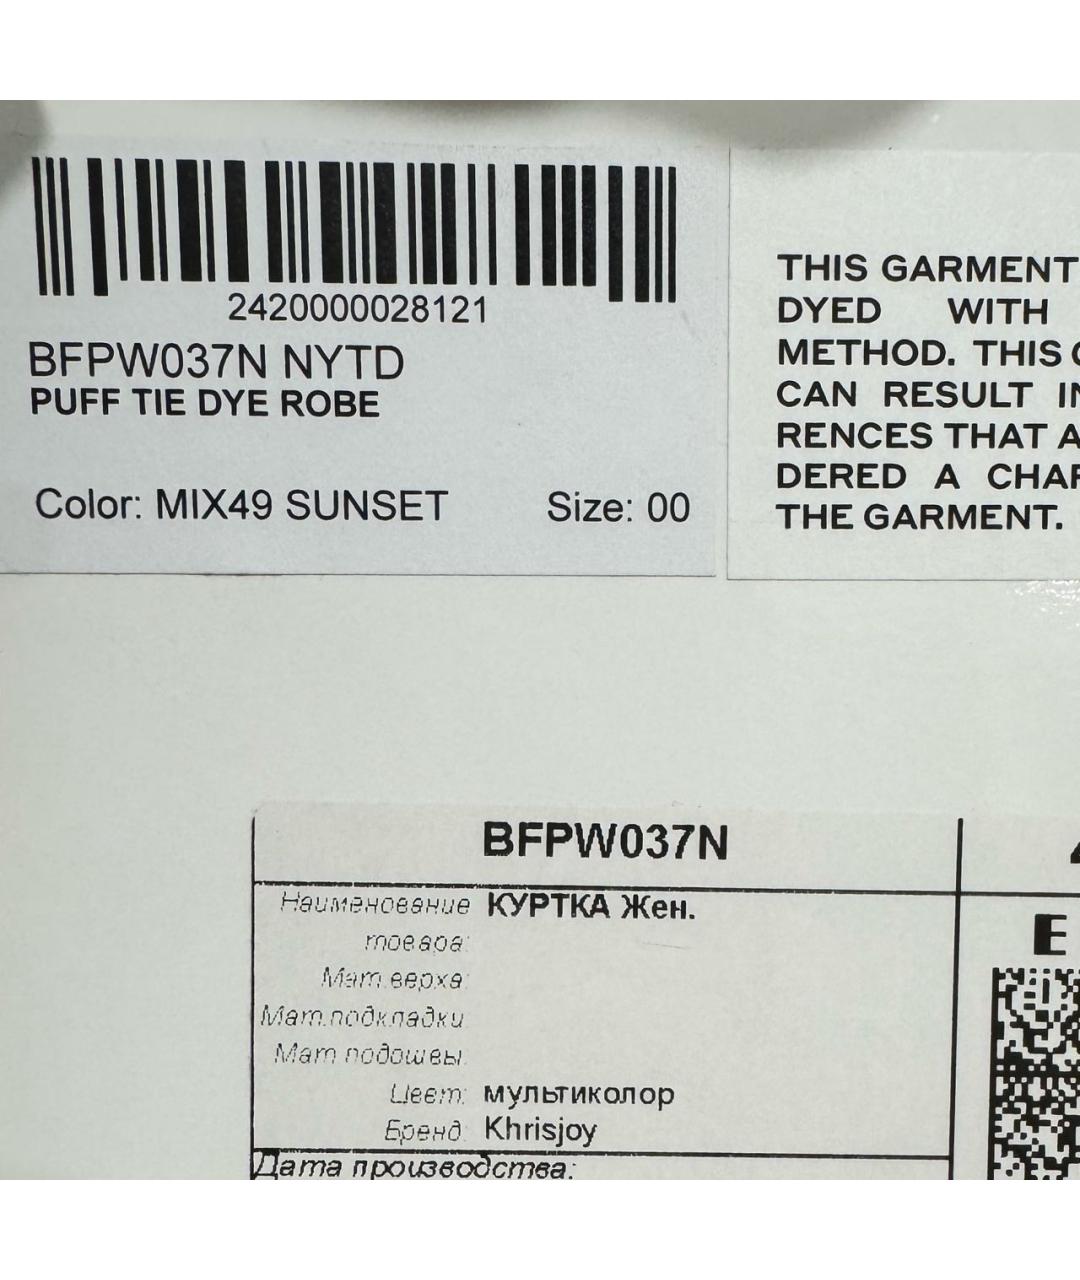 2420000028121
BFPW037N NYTD
PUFF TIE DYE ROBE
Color: MIX49 SUNSET Size: 00
THIS GARMENT
DYED WITH
METHOD. THIS
CAN RESULT
RENCES THAT
DERED A
THE GARMENT.
BFPW037N
Наименование КУРТКА Жен.
товара:
Мат.верха:
Мат.подкладки
Мат подошвы.
Цвет: мультиколор
Бренд: Khrisjoy
Дата производства:
E